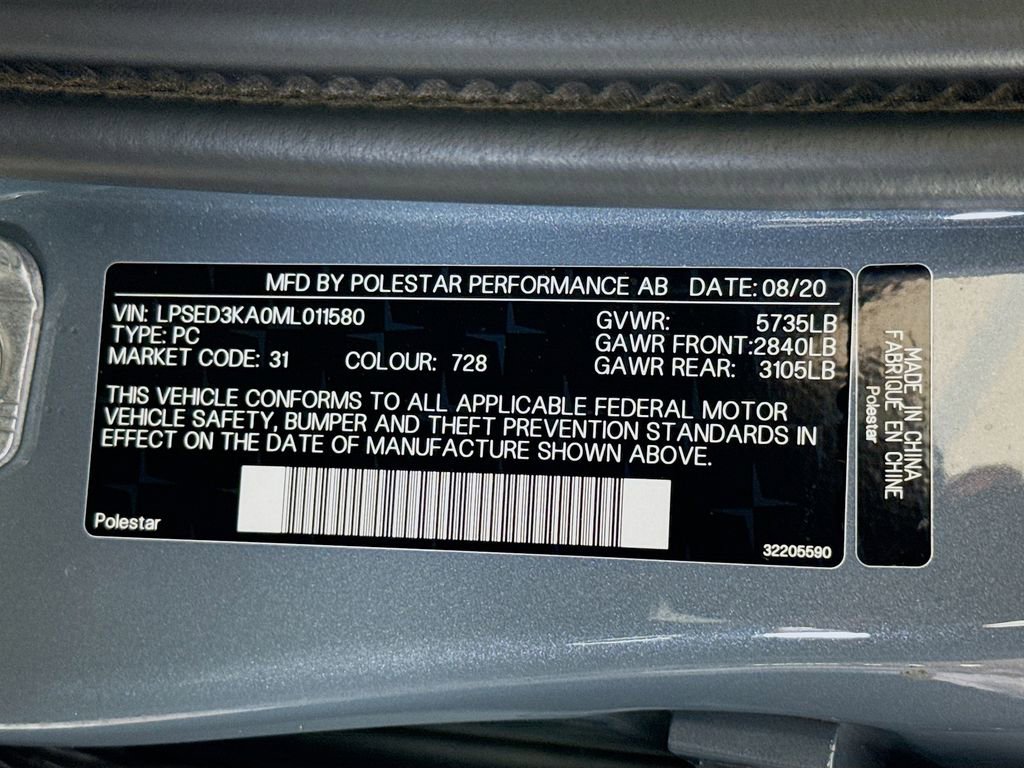 MFD BY POLESTAR PERFORMANCE AB DATE: 08/20
VIN: LPSED3KA0ML011580
TYPE: PC
MARKET CODE: 31 COLOUR: 728
GVWR: 5735LB
GAWR FRONT: 2840LB
GAWR REAR: 3105LB
THIS VEHICLE CONFORMS TO ALL APPLICABLE FEDERAL MOTOR
VEHICLE SAFETY, BUMPER AND THEFT PREVENTION STANDARDS IN
EFFECT ON THE DATE OF MANUFACTURE SHOWN ABOVE.
Polestar
32205590
MADE IN CHINA
FABRIQUE EN CHINE
Polestar